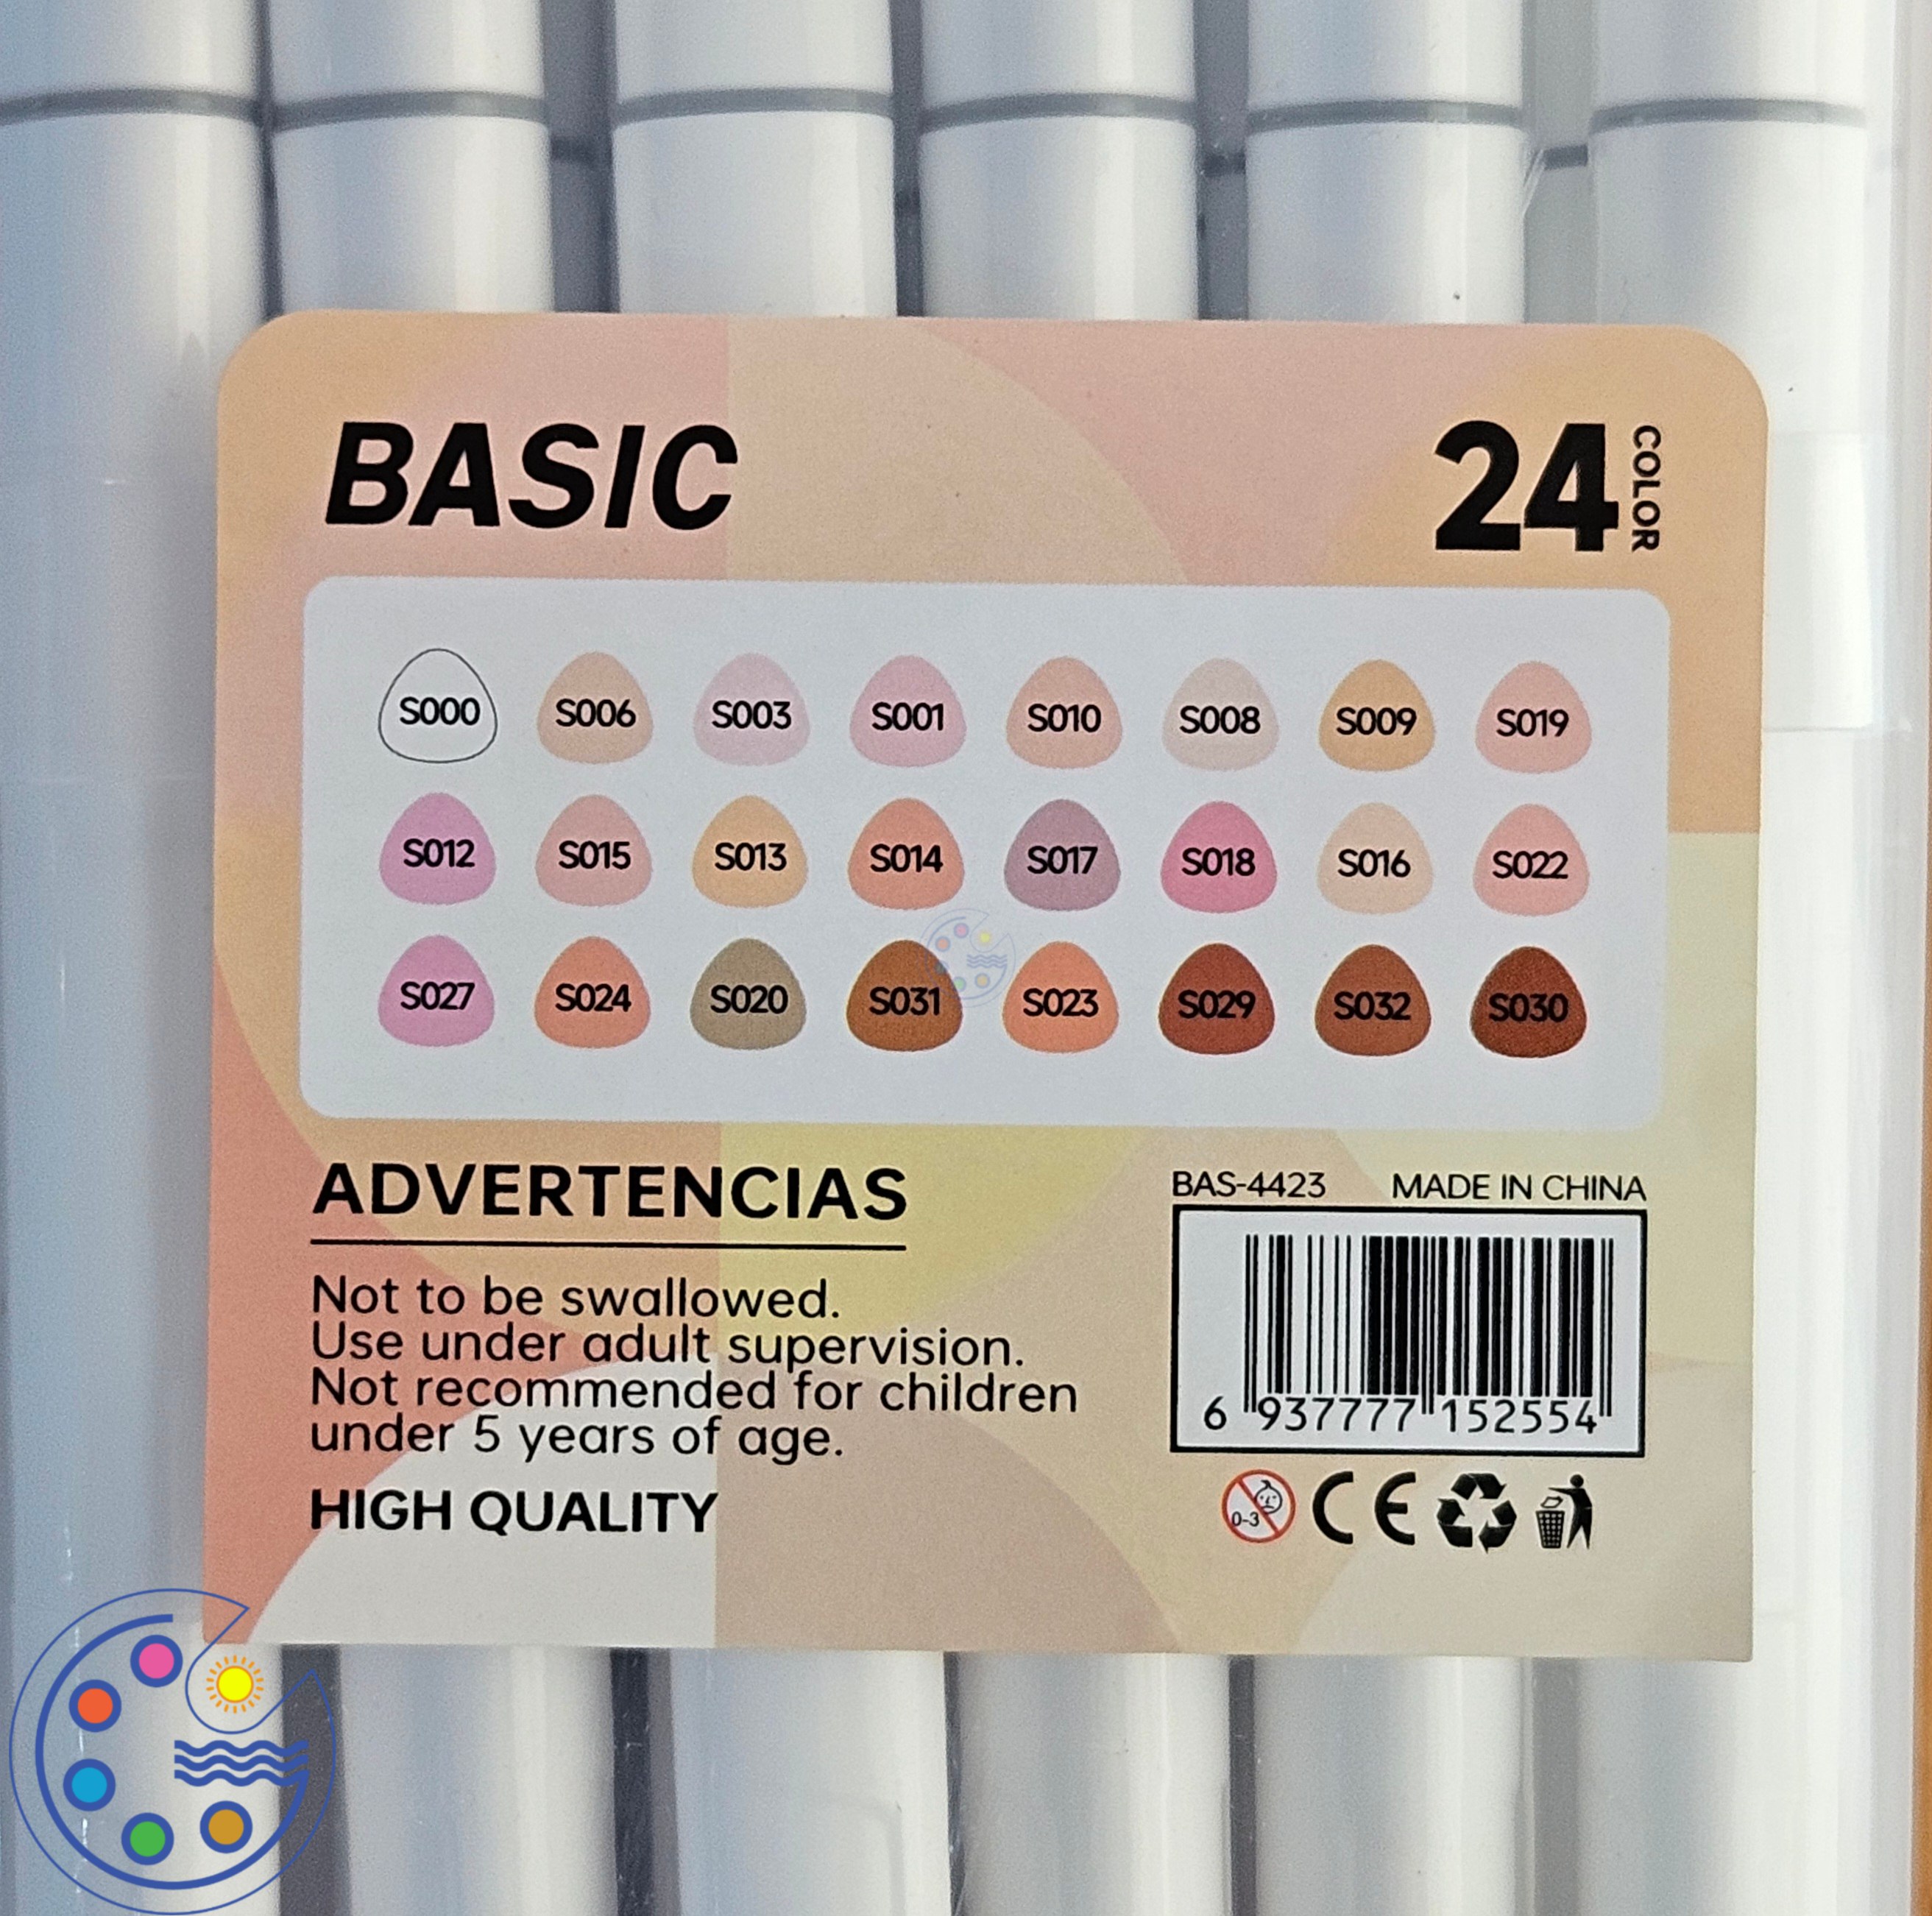 BASIC
24 COLOR
S000 S006 S003 S001 S010 S008 S009 S019
S012 S015 S013 S014 S017 S018 S016 S022
S027 S024 S020 S031 S023 S029 S032 S030
ADVERTENCIAS
Not to be swallowed.
Use under adult supervision.
Not recommended for children
under 5 years of age.
HIGH QUALITY
BAS-4423 MADE IN CHINA
6 937777 152554
0-3 CE